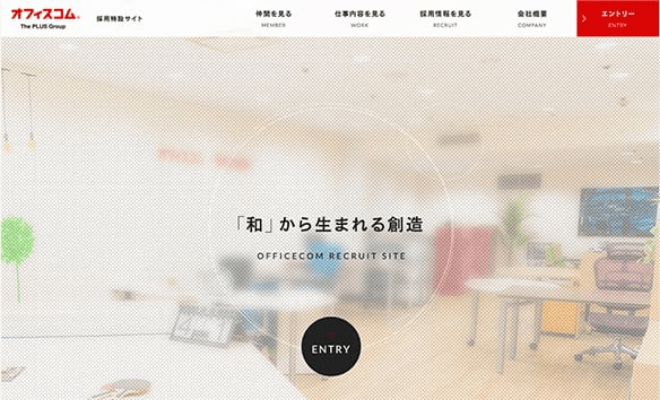 オフィスコム
The PLUS Group
採用特設サイト
仲間を見る
MEMBER
仕事内容を見る
WORK
採用情報を見る
RECRUIT
会社概要
COMPANY
エントリー
ENTRY
「和」から生まれる創造
OFFICECOM RECRUIT SITE
ENTRY